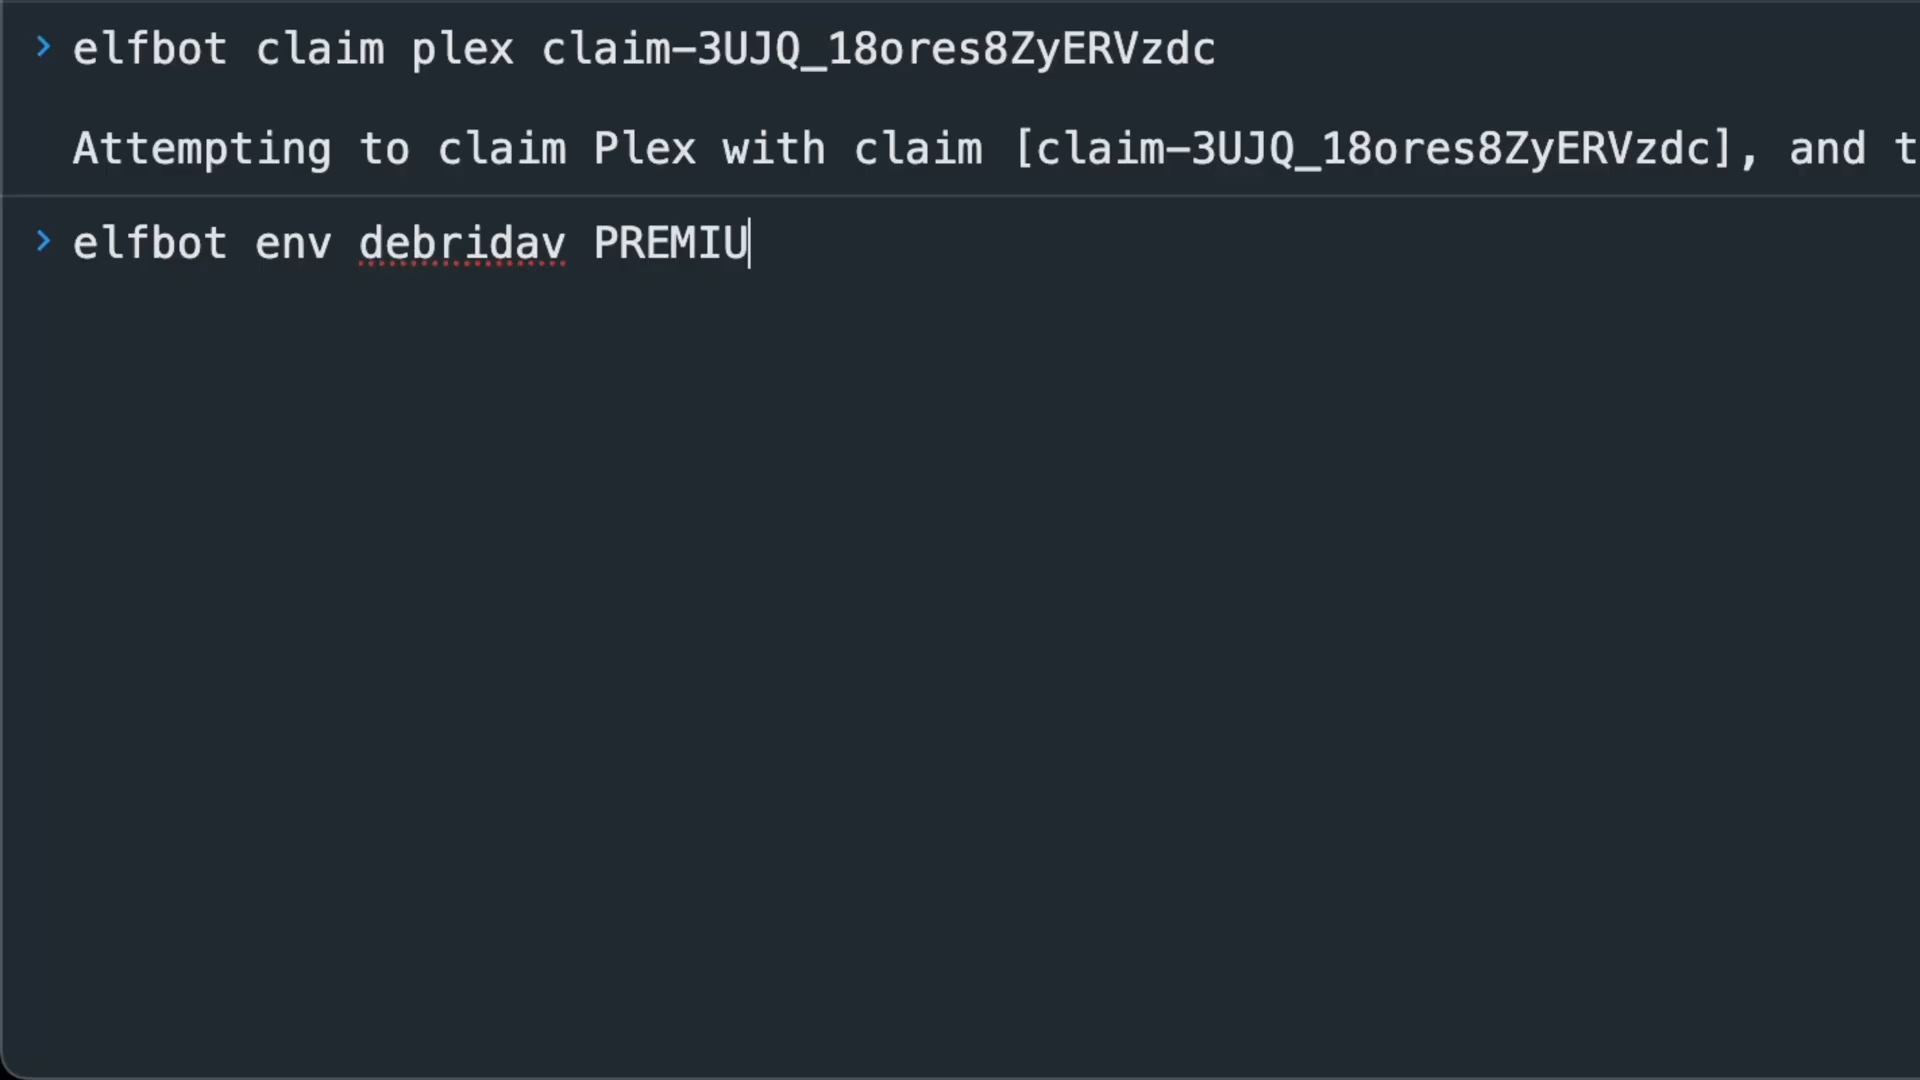 > elfbot claim plex claim-3UJQ_18ores8ZyERVzdc
Attempting to claim Plex with claim [claim-3UJQ_18ores8ZyERVzdc], and t
> elfbot env debridav PREMIU